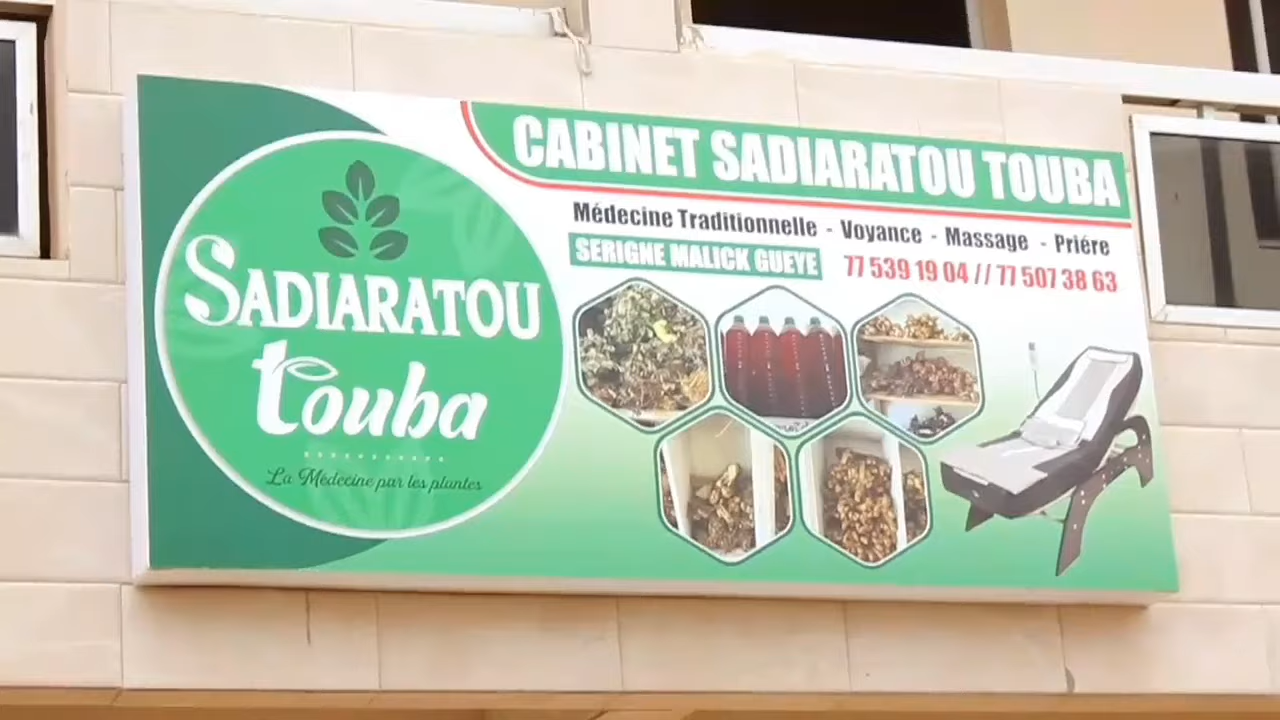 SADIARATOU
touba
La Médecine par les plantes
CABINET SADIARATOU TOUBA
Médecine Traditionnelle - Voyance - Massage - Priére
SERIGNE MALICK GUEYE
77 539 19 04 // 77 507 38 63